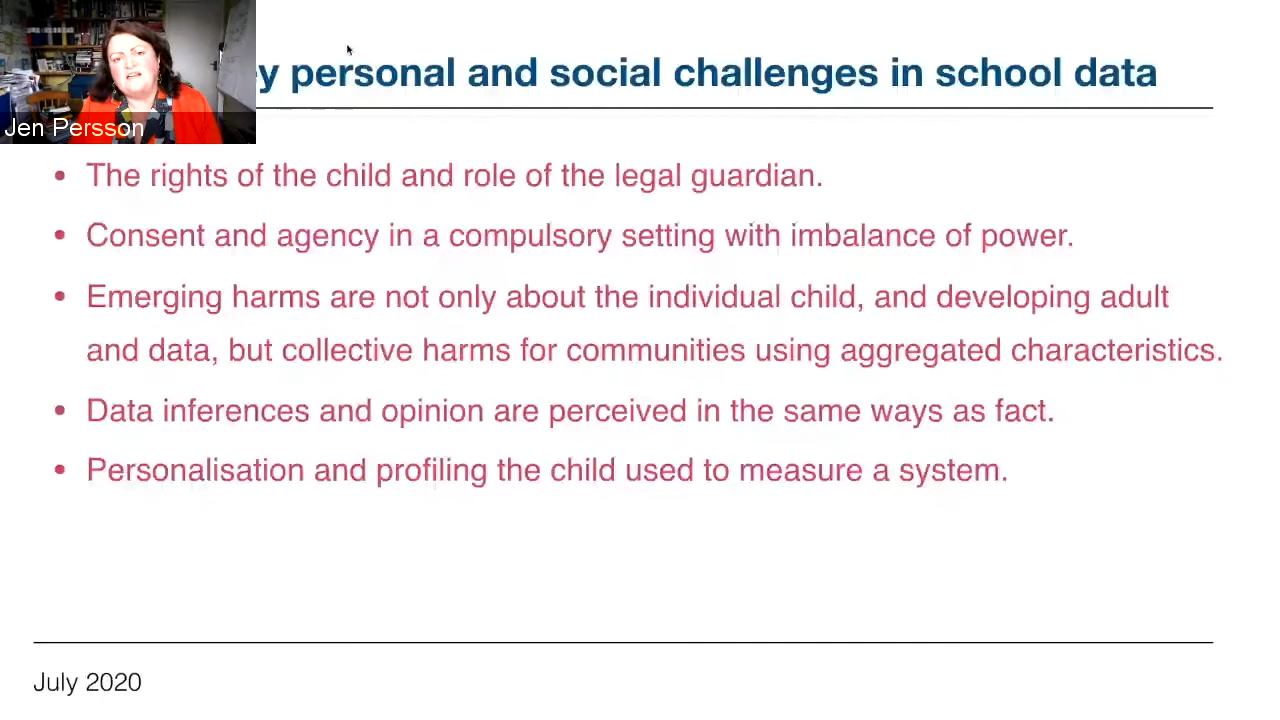 personal and social challenges in school data
Jen Persson
• The rights of the child and role of the legal guardian.
• Consent and agency in a compulsory setting with imbalance of power.
• Emerging harms are not only about the individual child, and developing adult
and data, but collective harms for communities using aggregated characteristics.
• Data inferences and opinion are perceived in the same ways as fact.
• Personalisation and profiling the child used to measure a system.
July 2020